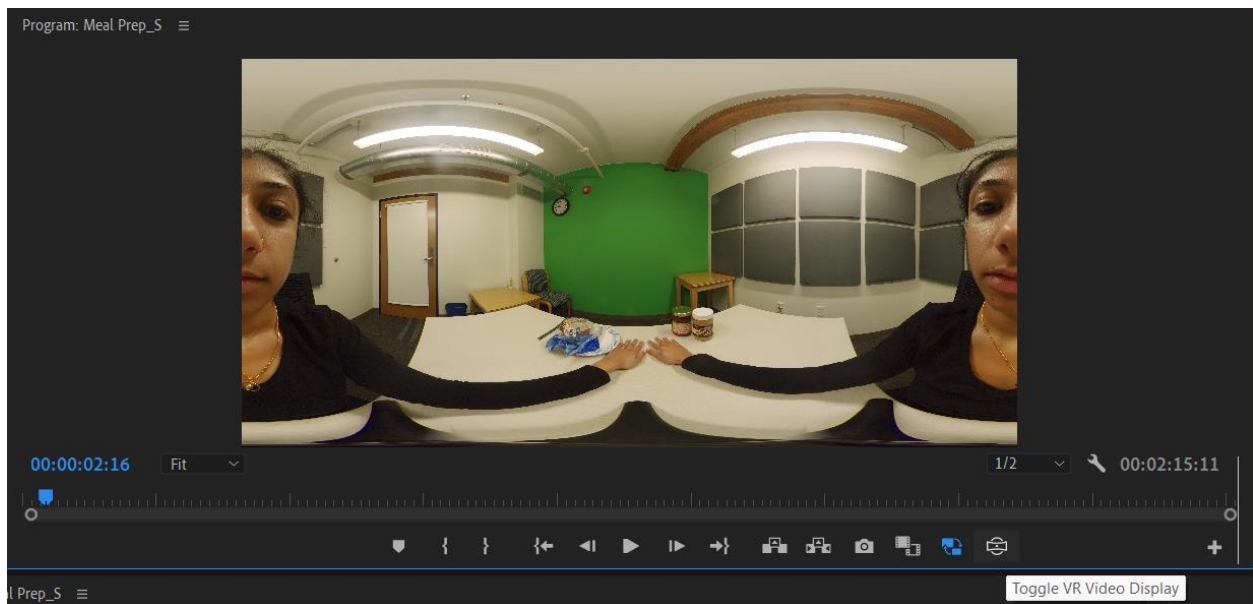 Program: Meal Prep_S
00:00:02:16 Fit 1/2 00:02:15:11
Toggle VR Video Display
l Prep_S